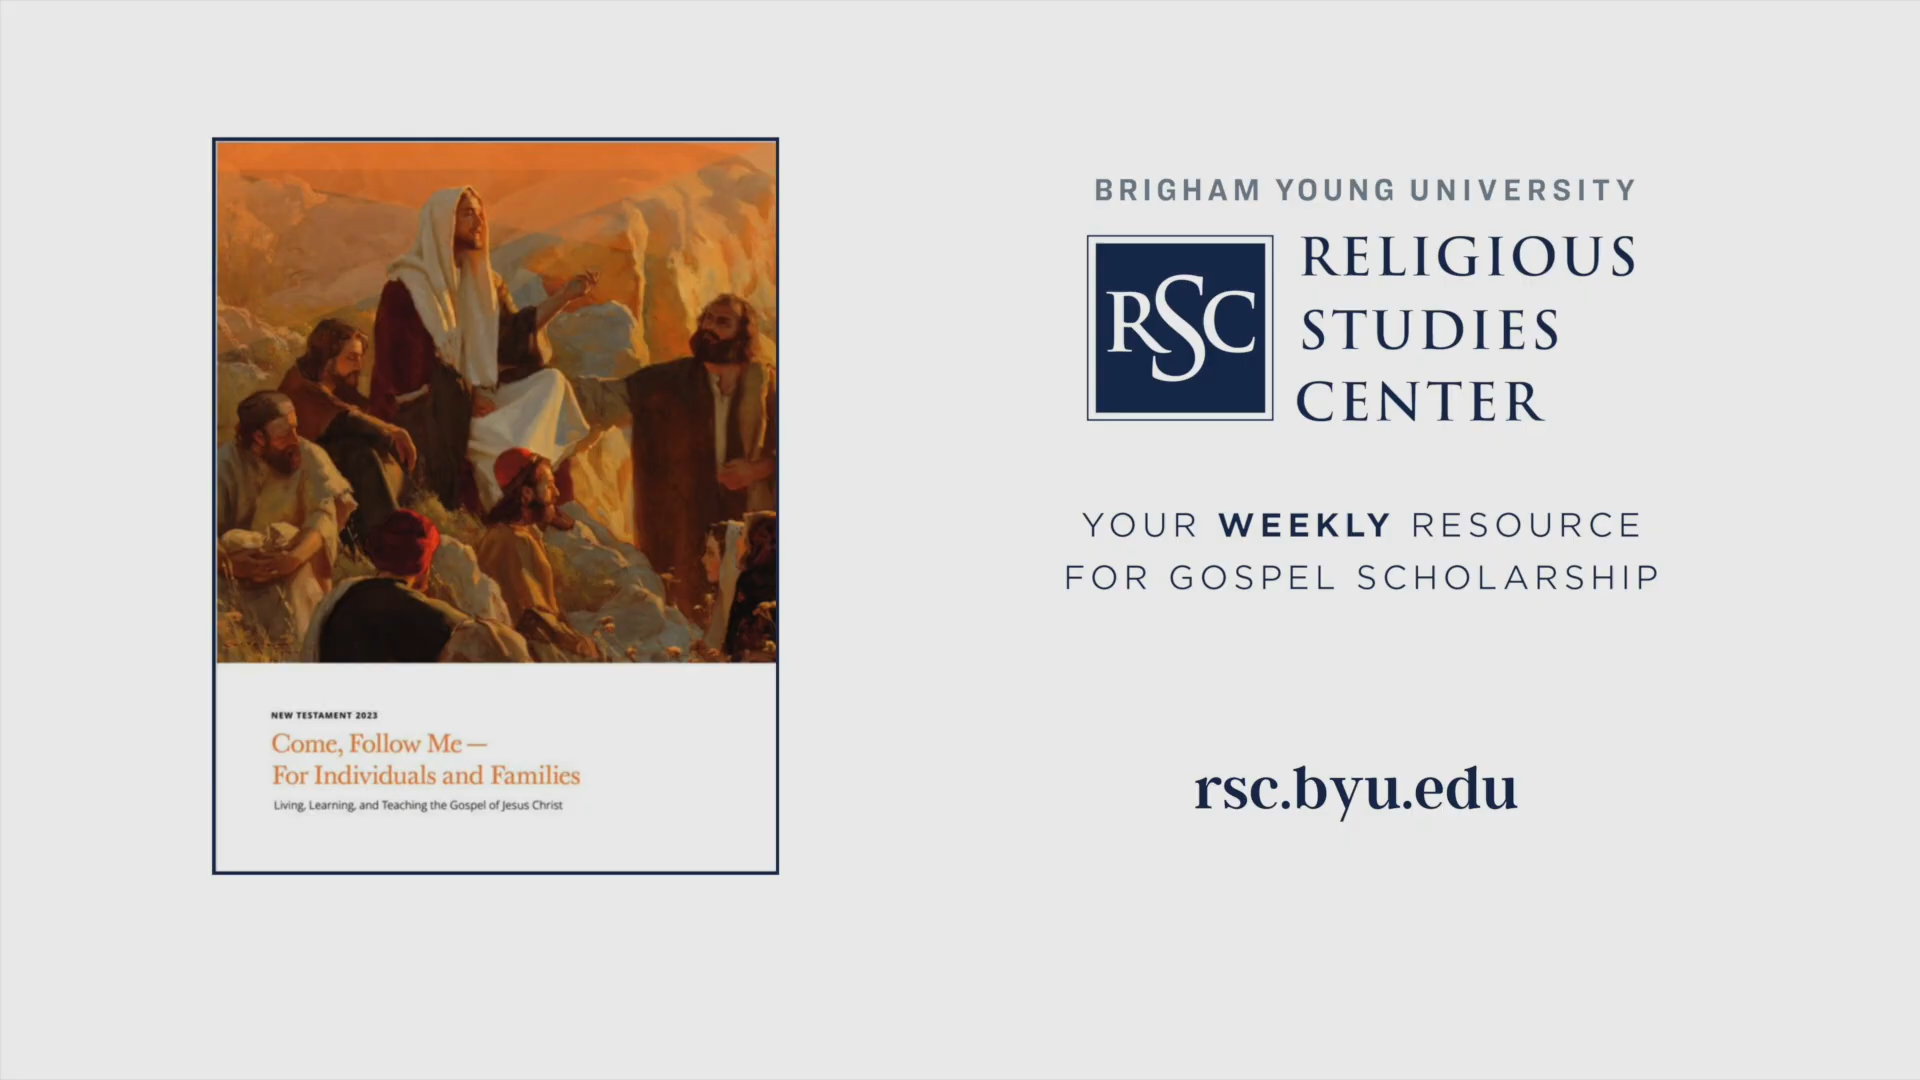 NEW TESTAMENT 2023
Come, Follow Me —
For Individuals and Families
Living, Learning, and Teaching the Gospel of Jesus Christ
BRIGHAM YOUNG UNIVERSITY
RSC
RELIGIOUS
STUDIES
CENTER
YOUR WEEKLY RESOURCE
FOR GOSPEL SCHOLARSHIP
rsc.byu.edu